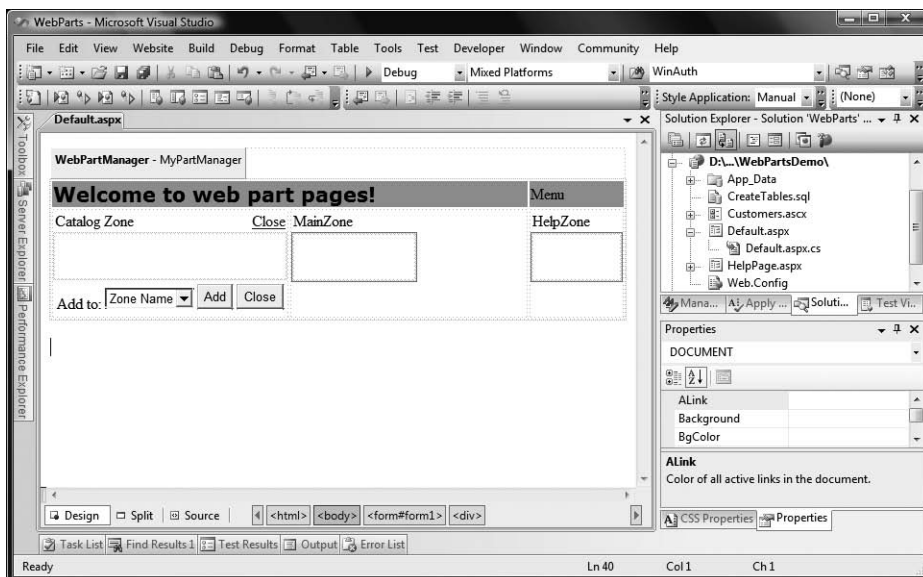 WebParts - Microsoft Visual Studio
File Edit View Website Build Debug Format Table Tools Test Developer Window Community Help
Debug Mixed Platforms WinAuth
Style Application: Manual (None)
Toolbox
Server Explorer
Performance Explorer
Default.aspx
WebPartManager - MyPartManager
Welcome to web part pages! Menu
Catalog Zone Close MainZone HelpZone
Add to: Zone Name Add Close
Design Split Source <html> <body> <form#form1> <div>
Solution Explorer - Solution 'WebParts' ...
D:\...\WebPartsDemo\
App_Data
CreateTables.sql
Customers.ascx
Default.aspx
Default.aspx.cs
HelpPage.aspx
Web.Config
Mana... Apply ... Soluti... Test Vi...
Properties
DOCUMENT
ALink
Background
BgColor
ALink
Color of all active links in the document.
CSS Properties Properties
Task List Find Results 1 Test Results Output Error List
Ready Ln 40 Col 1 Ch 1